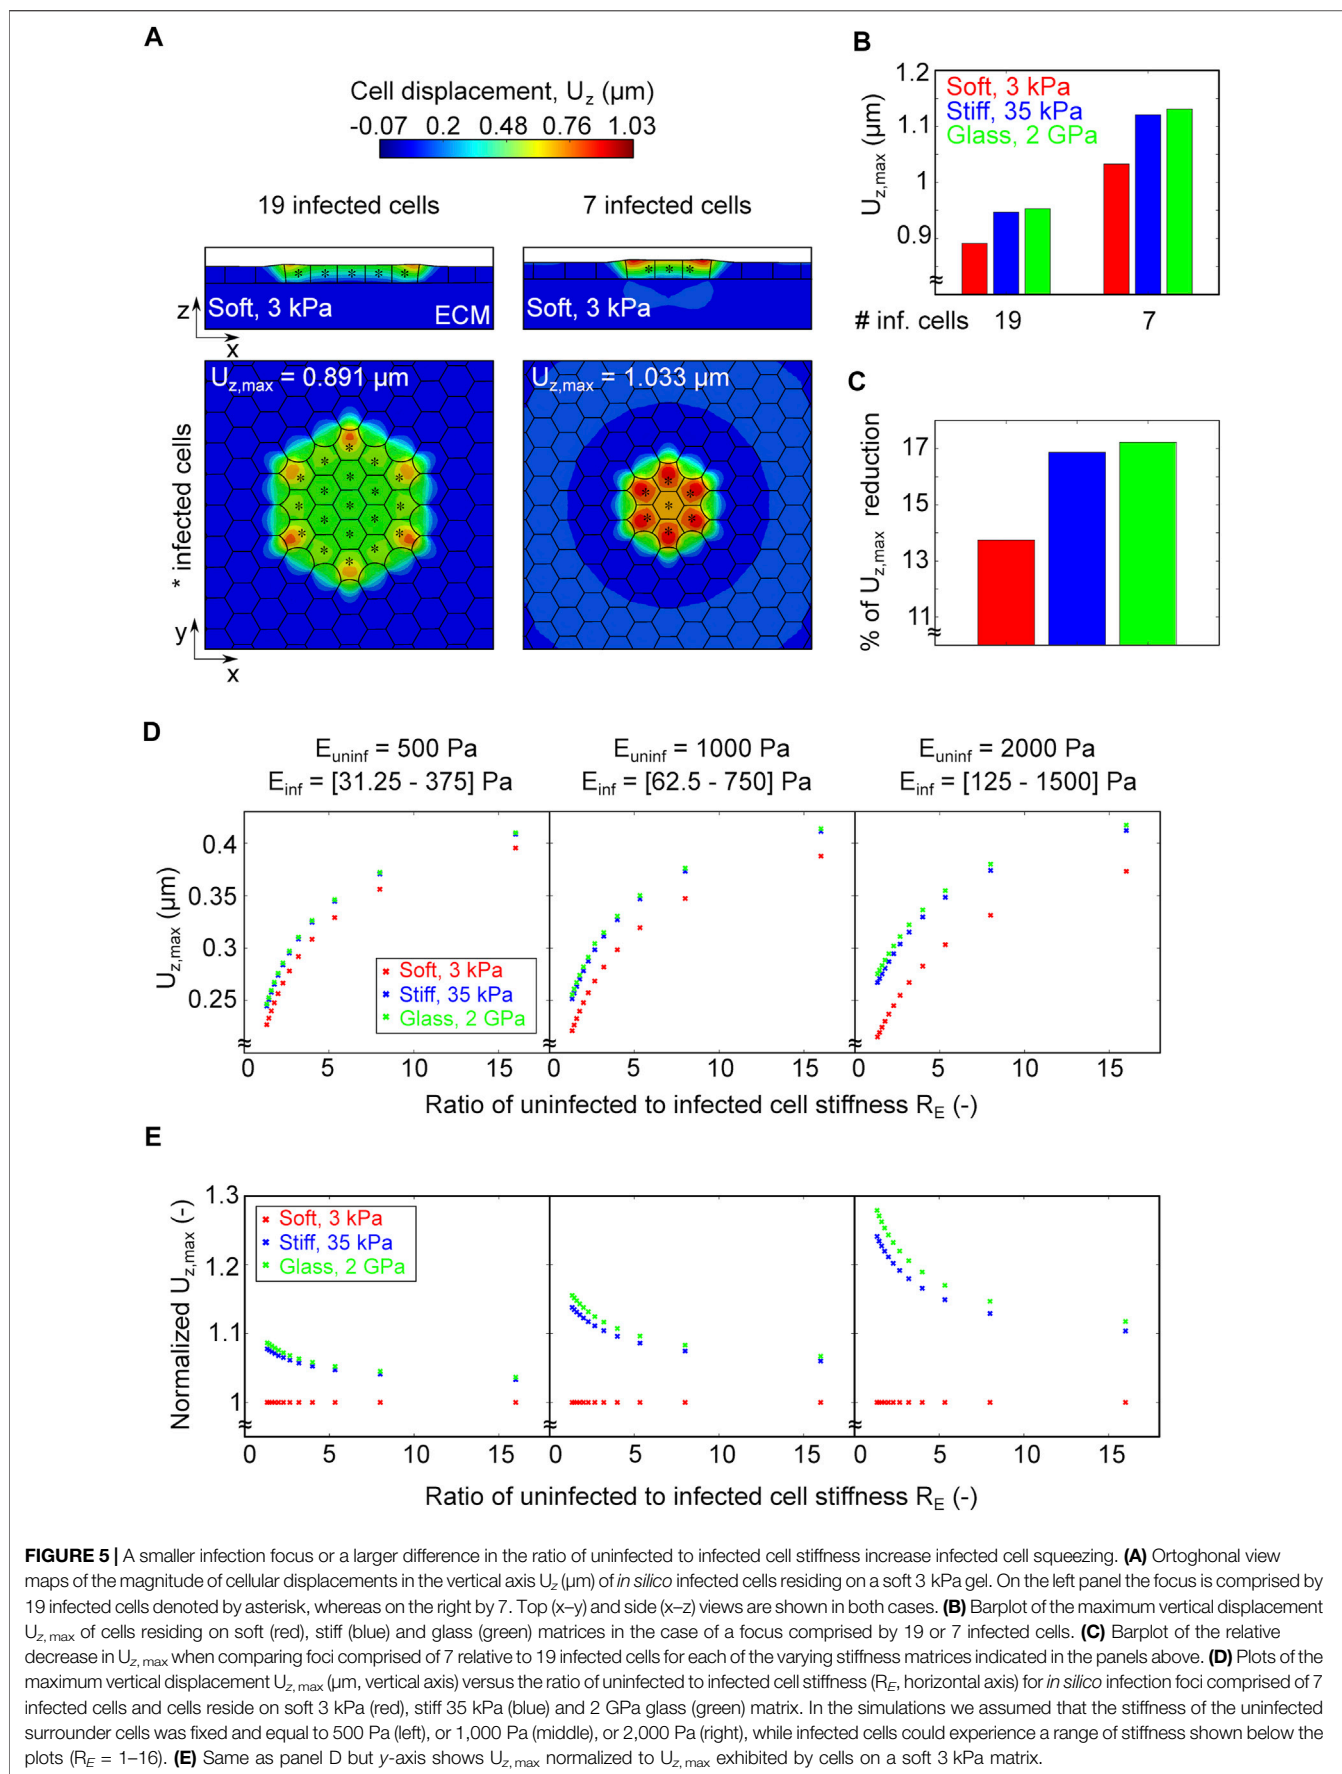 A
Cell displacement, Uz (µm)
-0.07 0.2 0.48 0.76 1.03
19 infected cells
7 infected cells
Soft, 3 kPa
ECM
Soft, 3 kPa
z
x
Uz,max = 0.891 µm
Uz,max = 1.033 µm
* infected cells
y
x
B
1.2
1.11
1
0.9
Uz,max (µm)
Soft, 3 kPa
Stiff, 35 kPa
Glass, 2 GPa
# inf. cells 19 7
C
17
15
13
11
% of Uz,max reduction
D
Euninf = 500 Pa
Einf = [31.25 - 375] Pa
Euninf = 1000 Pa
Einf = [62.5 - 750] Pa
Euninf = 2000 Pa
Einf = [125 - 1500] Pa
Uz,max (µm)
0.4
0.35
0.3
0.25
Soft, 3 kPa
Stiff, 35 kPa
Glass, 2 GPa
0 5 10 15 0 5 10 15 0 5 10 15
Ratio of uninfected to infected cell stiffness RE (-)
E
Normalized Uz,max (-)
1.3
1.2
1.1
1
Soft, 3 kPa
Stiff, 35 kPa
Glass, 2 GPa
0 5 10 15 0 5 10 15 0 5 10 15
Ratio of uninfected to infected cell stiffness RE (-)
FIGURE 5 | A smaller infection focus or a larger difference in the ratio of uninfected to infected cell stiffness increase infected cell squeezing. (A) Ortoghonal view
maps of the magnitude of cellular displacements in the vertical axis Uz (µm) of in silico infected cells residing on a soft 3 kPa gel. On the left panel the focus is comprised by
19 infected cells denoted by asterisk, whereas on the right by 7. Top (x–y) and side (x–z) views are shown in both cases. (B) Barplot of the maximum vertical displacement
Uz, max of cells residing on soft (red), stiff (blue) and glass (green) matrices in the case of a focus comprised by 19 or 7 infected cells. (C) Barplot of the relative
decrease in Uz, max when comparing foci comprised of 7 relative to 19 infected cells for each of the varying stiffness matrices indicated in the panels above. (D) Plots of the
maximum vertical displacement Uz, max (µm, vertical axis) versus the ratio of uninfected to infected cell stiffness (RE, horizontal axis) for in silico infection foci comprised of 7
infected cells and cells reside on soft 3 kPa (red), stiff 35 kPa (blue) and 2 GPa glass (green) matrix. In the simulations we assumed that the stiffness of the uninfected
surrounder cells was fixed and equal to 500 Pa (left), or 1,000 Pa (middle), or 2,000 Pa (right), while infected cells could experience a range of stiffness shown below the
plots (RE = 1–16). (E) Same as panel D but y-axis shows Uz, max normalized to Uz, max exhibited by cells on a soft 3 kPa matrix.